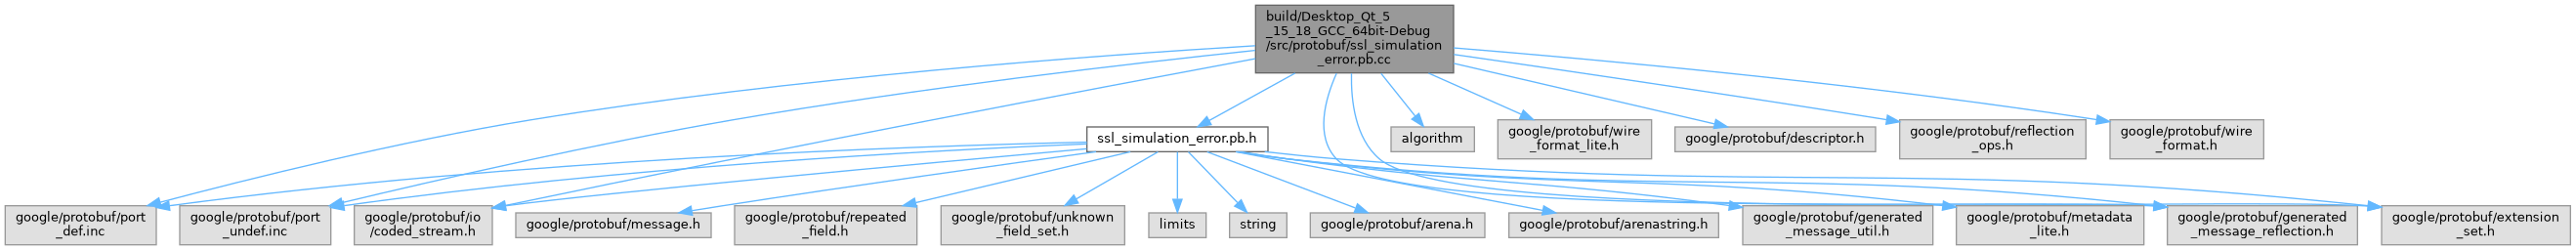 build/Desktop_Qt_5
_15_18_GCC_64bit-Debug
/src/protobuf/ssl_simulation
_error.pb.cc
ssl_simulation_error.pb.h
algorithm
google/protobuf/wire
_format_lite.h
google/protobuf/descriptor.h
google/protobuf/reflection
_ops.h
google/protobuf/wire
_format.h
google/protobuf/port
_def.inc
google/protobuf/port
_undef.inc
google/protobuf/io
/coded_stream.h
google/protobuf/message.h
google/protobuf/repeated
_field.h
google/protobuf/unknown
_field_set.h
limits
string
google/protobuf/arena.h
google/protobuf/arenastring.h
google/protobuf/generated
_message_util.h
google/protobuf/metadata
_lite.h
google/protobuf/generated
_message_reflection.h
google/protobuf/extension
_set.h